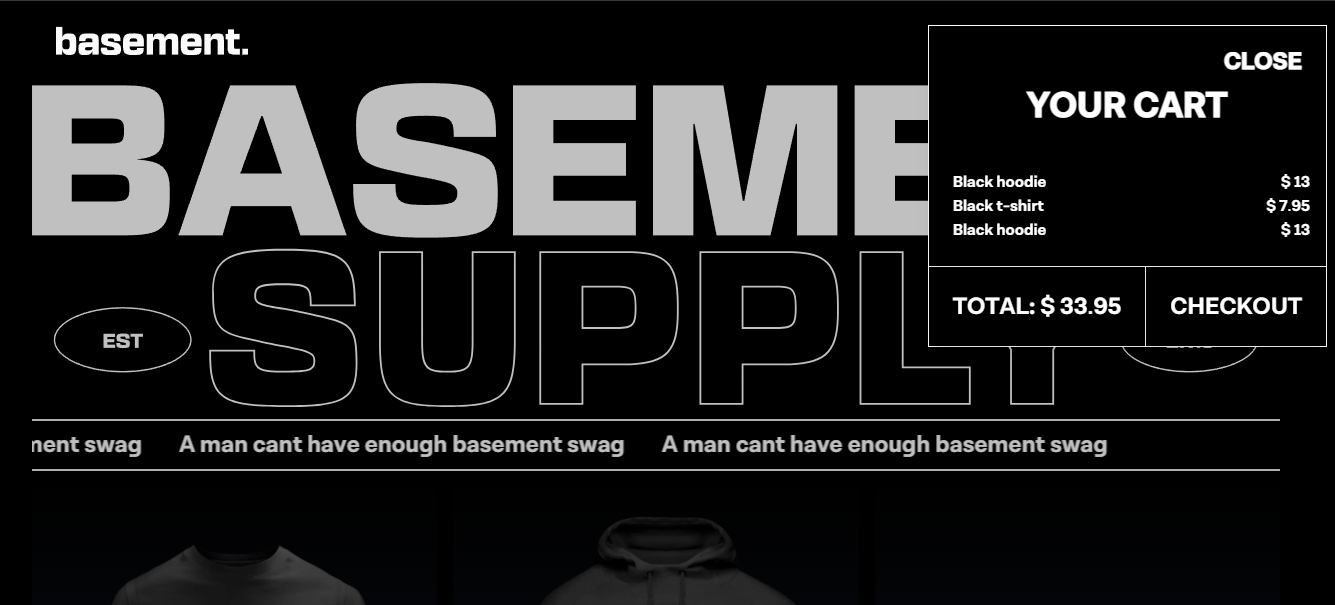 basement.
CLOSE
YOUR CART
Black hoodie $ 13
Black t-shirt $ 7.95
Black hoodie $ 13
TOTAL: $ 33.95 CHECKOUT
BASEME
EST SUPPLY
ment swag A man cant have enough basement swag A man cant have enough basement swag